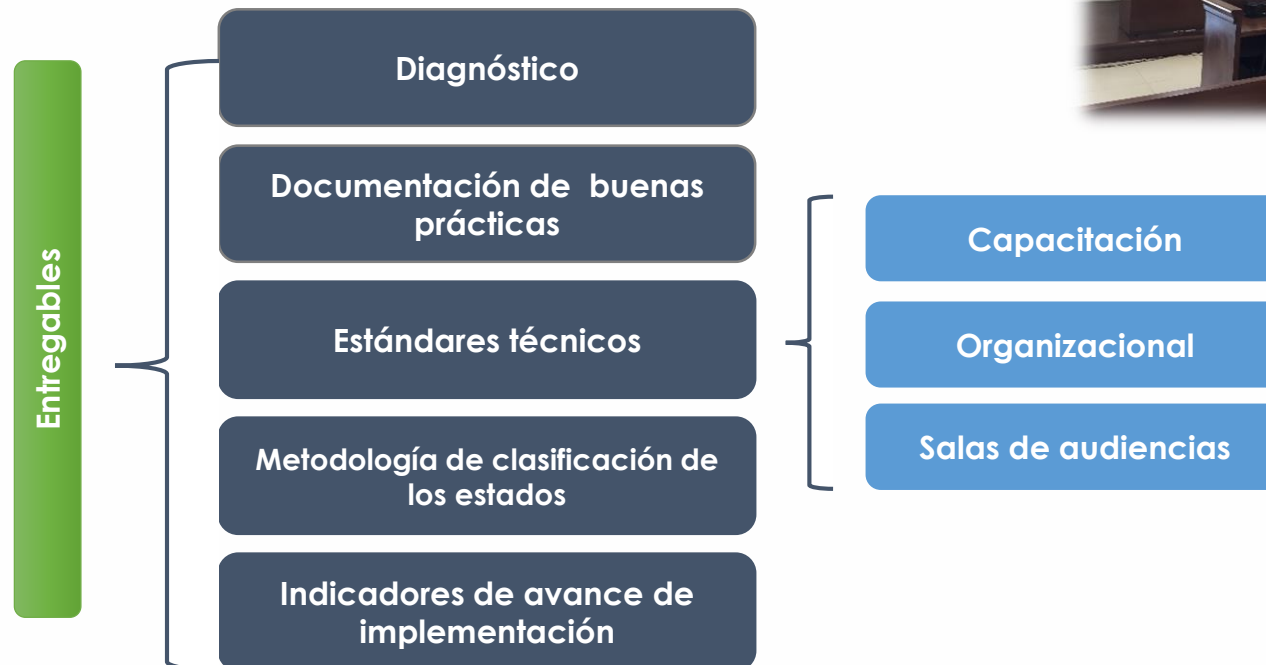 Entregables
Diagnóstico
Documentación de buenas
prácticas
Estándares técnicos
Metodología de clasificación de
los estados
Indicadores de avance de
implementación
Capacitación
Organizacional
Salas de audiencias